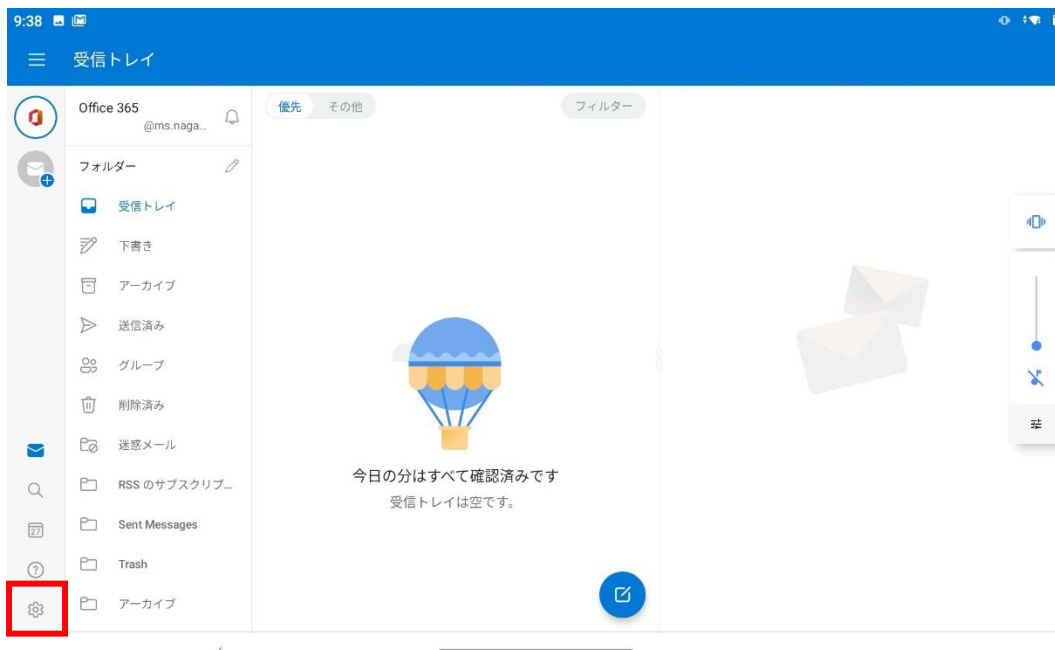 9:38
受信トレイ
Office 365
@ms.naga...
優先 その他 フィルター
フォルダー
受信トレイ
下書き
アーカイブ
送信済み
グループ
削除済み
迷惑メール
RSS のサブスクリプ...
Sent Messages
Trash
アーカイブ
27
今日の分はすべて確認済みです
受信トレイは空です。